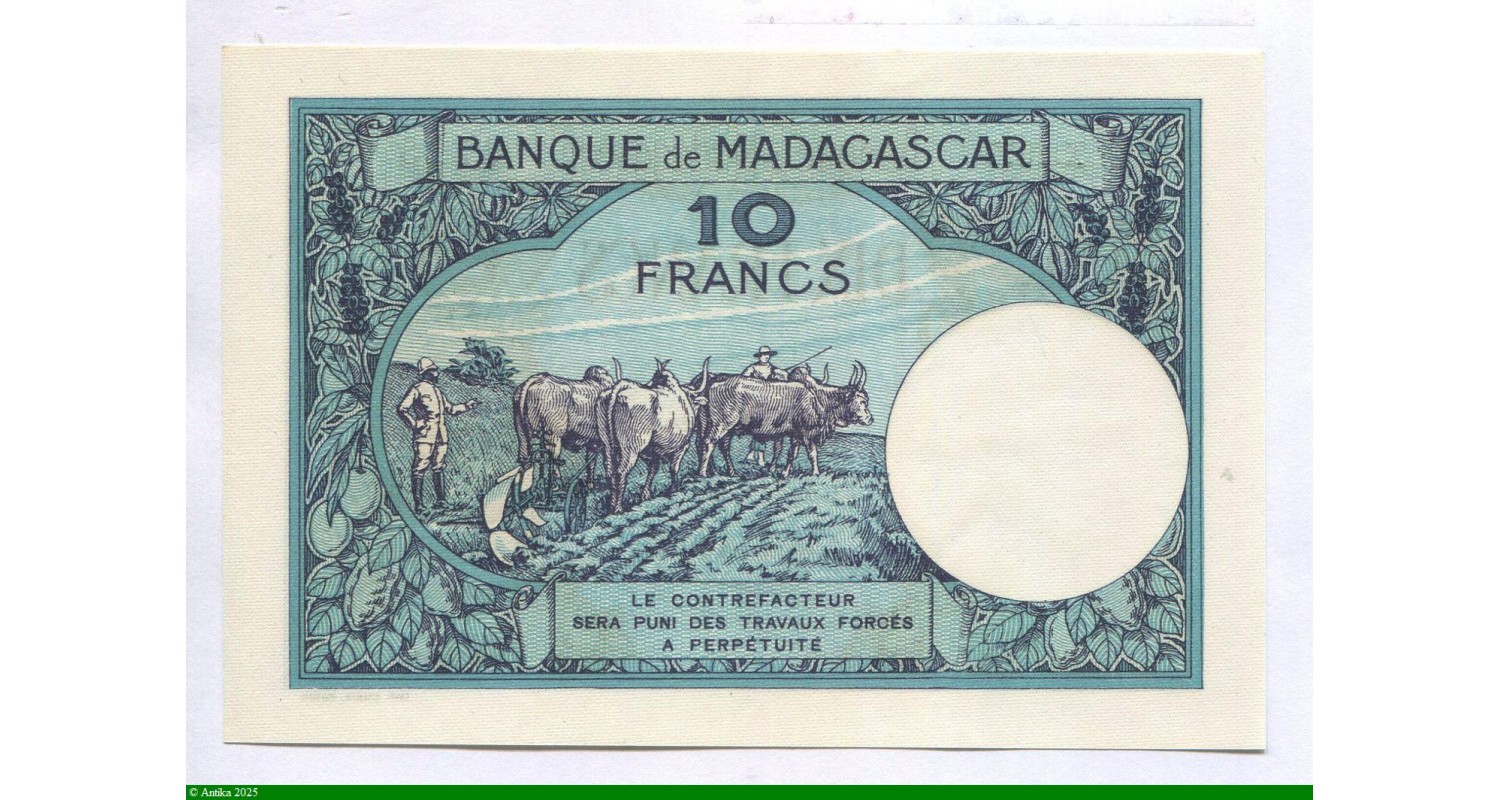 BANQUE de MADAGASCAR
10
FRANCS
LE CONTREFACTEUR
SERA PUNI DES TRAVAUX FORCÉS
A PERPÉTUITÉ
© Antika 2025